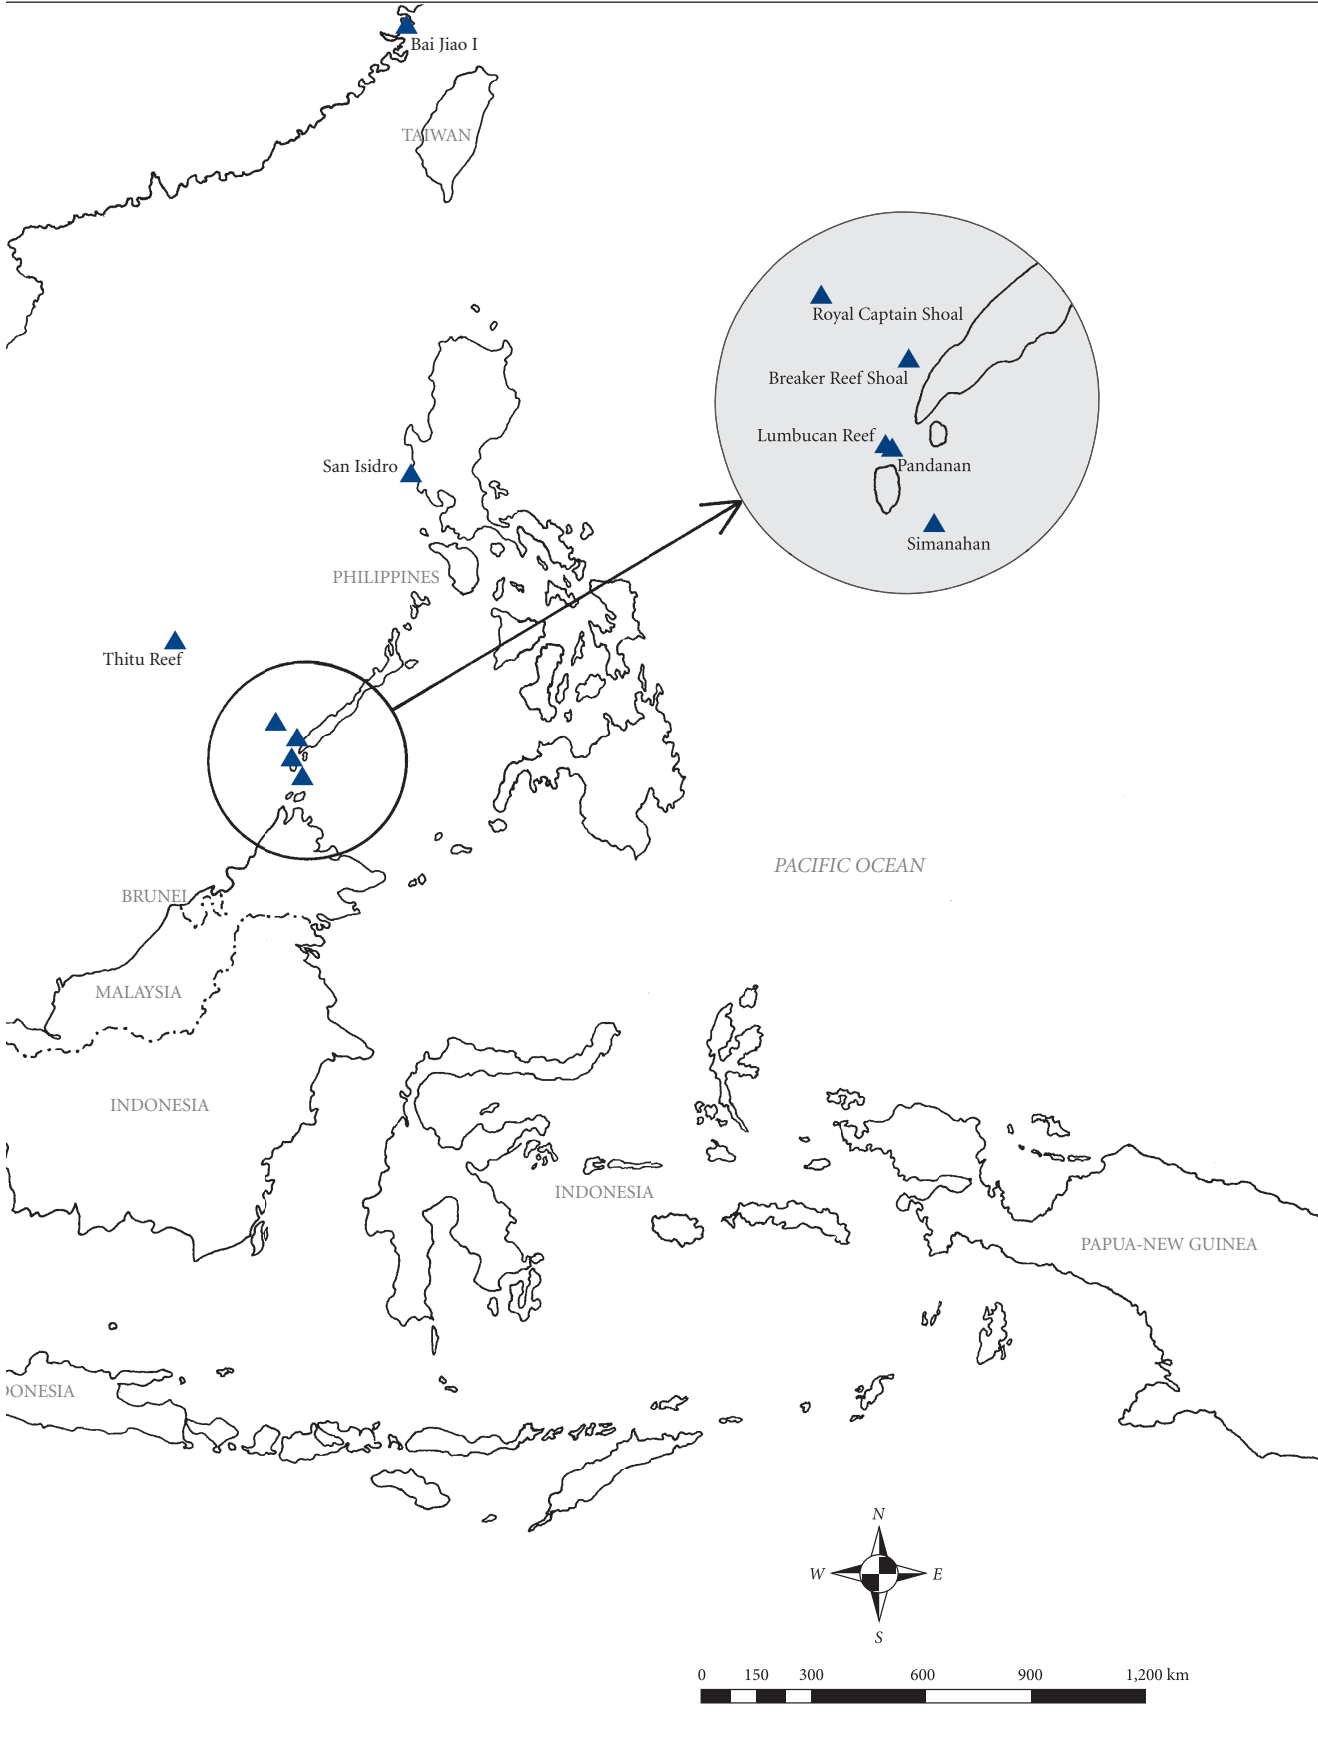 Bai Jiao I
TAIWAN
Royal Captain Shoal
Breaker Reef Shoal
Lumbucan Reef
Pandanan
San Isidro
Simanahan
PHILIPPINES
Thitu Reef
PACIFIC OCEAN
BRUNEI
MALAYSIA
INDONESIA
INDONESIA
PAPUA-NEW GUINEA
DONESIA
N
W
E
S
0 150 300 600 900 1,200 km